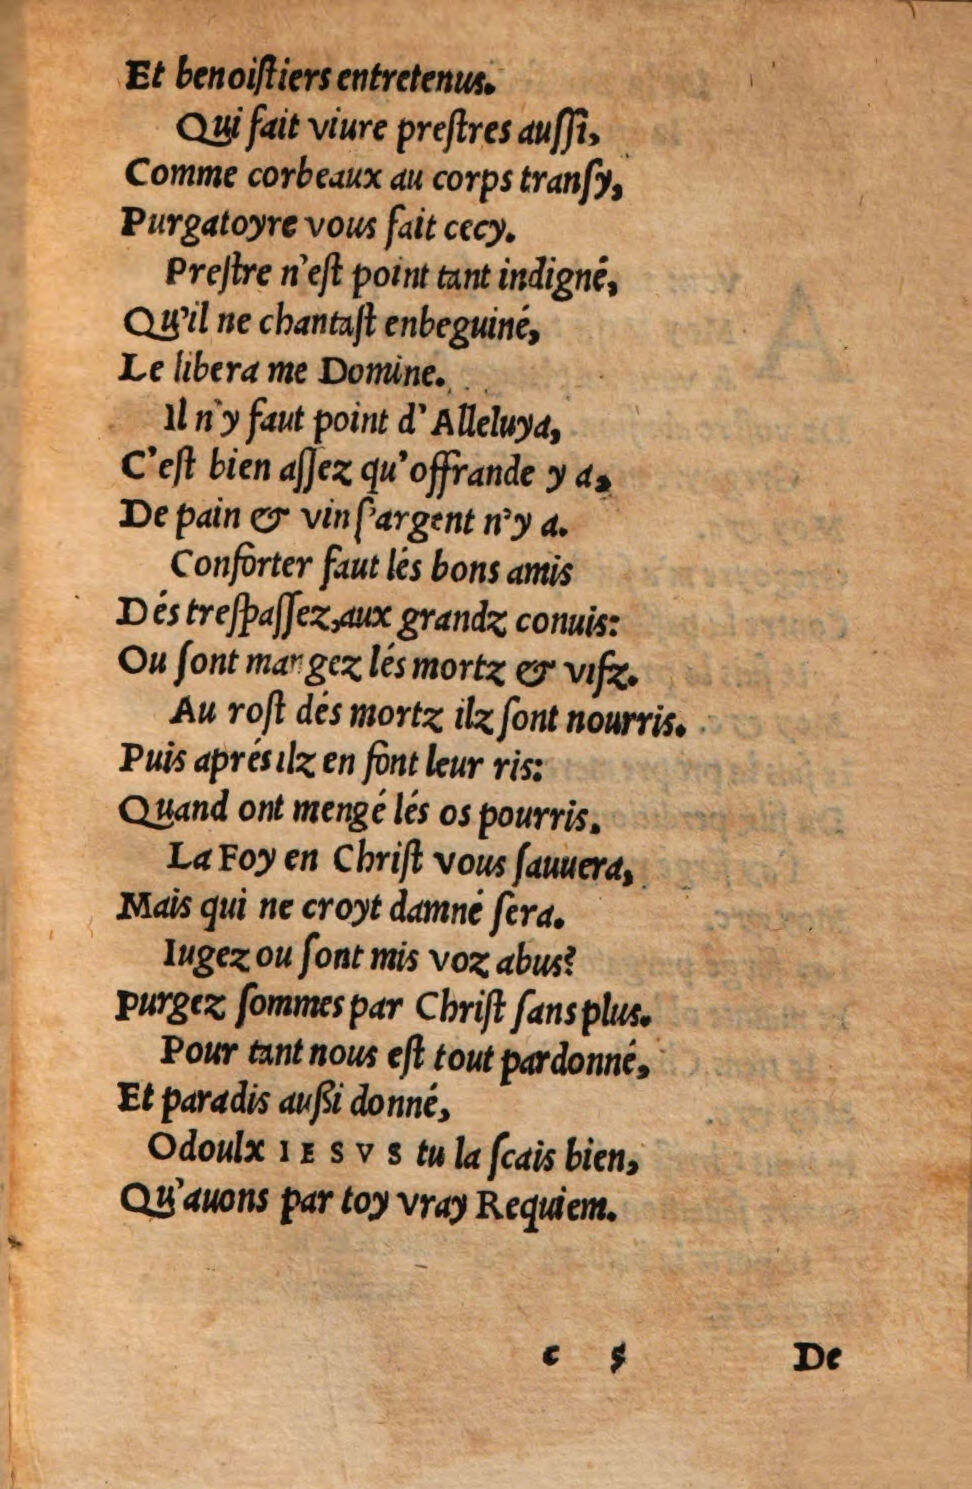 Et benoiſtiers entretenus.
Qui fait viure preſtres auſſi,
Comme corbeaux au corps tranſy,
Purgatoyre vous fait cecy.
Preſtre n'eſt point tant indigné,
Qu'il ne chantaſt enbeguiné,
Le libera me Domine.
Il n'y faut point d'Alleluya,
C'eſt bien aſſez qu'offrande y a,
De pain & vin ſ'argent n'y a.
Conforter faut lés bons amis
Dés treſpaſſez, aux grandz conuis:
Ou ſont mangez lés mortz & vifz.
Au roſt dés mortz ilz ſont nourris.
Puis aprés ilz en font leur ris:
Quand ont mengé lés os pourris.
La Foy en Chriſt vous ſauuera,
Mais qui ne croyt damné ſera.
Iugez ou ſont mis voz abus?
purgez ſommes par Chriſt ſans plus.
Pour tant nous eſt tout pardonné,
Et paradis außi donné,
Odoulx IESVS tu la ſcais bien,
Qu'auons par toy vray Requiem.
c 5 De